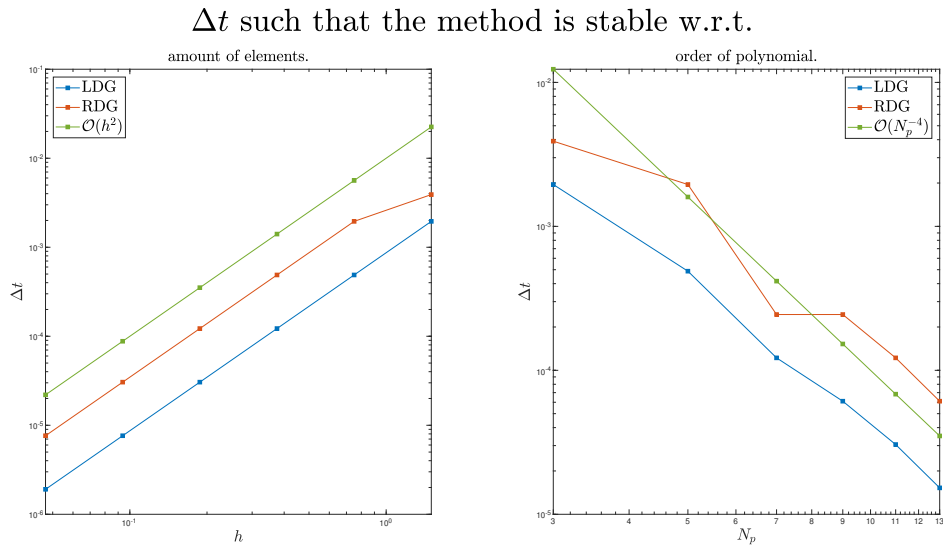 Δt such that the method is stable w.r.t.
amount of elements.
LDG
RDG
𝒪(h²)
10⁻¹
10⁻²
10⁻³
10⁻⁴
10⁻⁵
10⁻⁶
Δt
10⁻¹
10⁰
h
order of polynomial.
LDG
RDG
𝒪(Nₚ⁻⁴)
10⁻²
10⁻³
10⁻⁴
10⁻⁵
Δt
3 4 5 6 7 8 9 10 11 12 13
Nₚ